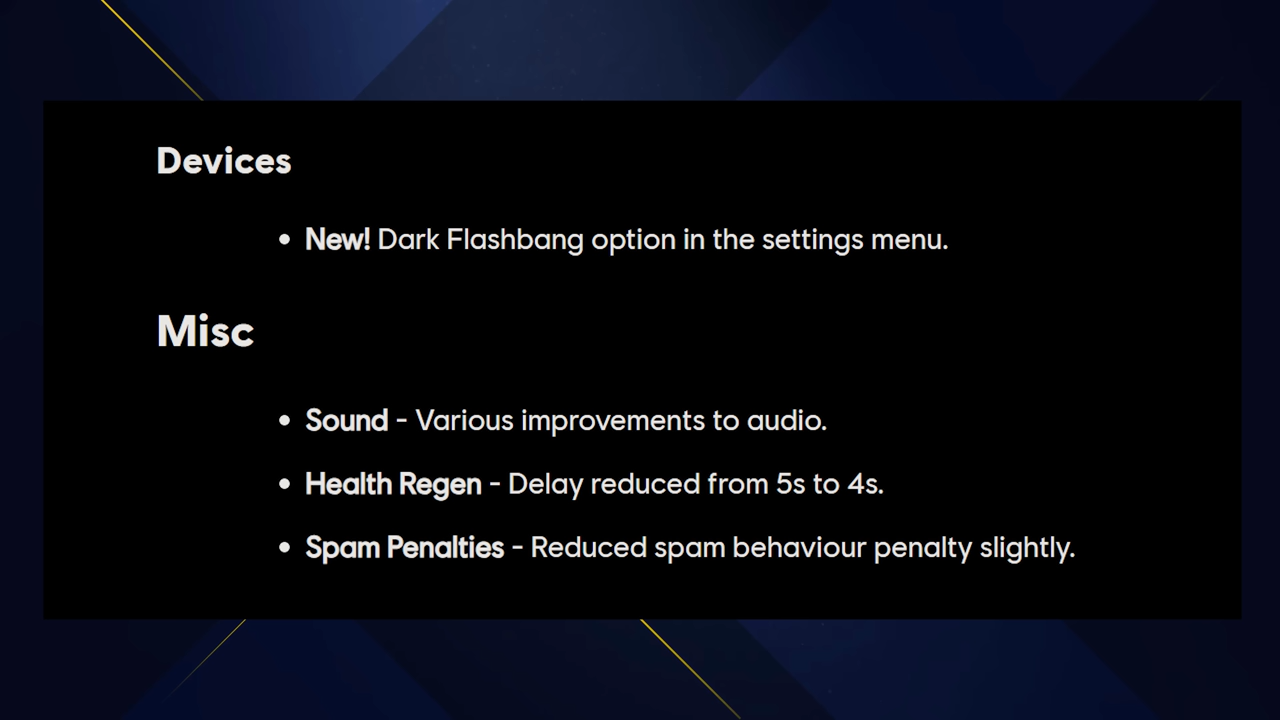 Devices
• New! Dark Flashbang option in the settings menu.
Misc
• Sound - Various improvements to audio.
• Health Regen - Delay reduced from 5s to 4s.
• Spam Penalties - Reduced spam behaviour penalty slightly.